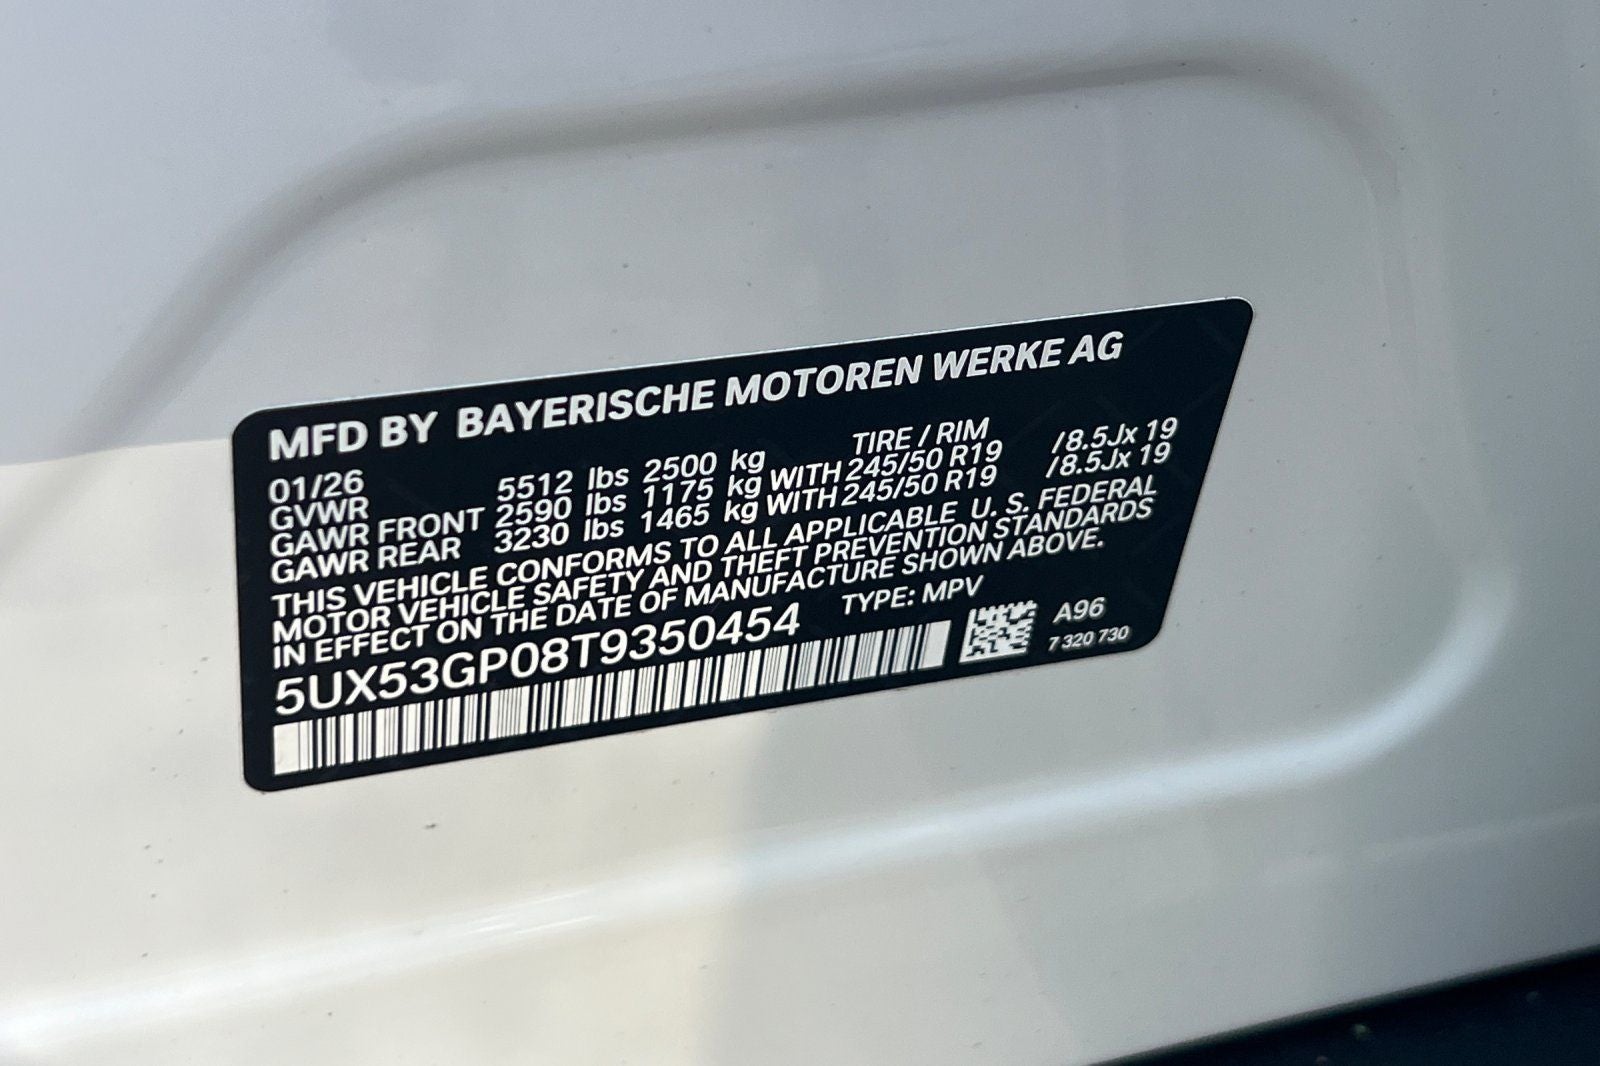 MFD BY BAYERISCHE MOTOREN WERKE AG
01/26 TIRE / RIM
GVWR 5512 lbs 2500 kg
GAWR FRONT 2590 lbs 1175 kg WITH 245/50 R19 /8.5Jx 19
GAWR REAR 3230 lbs 1465 kg WITH 245/50 R19 /8.5Jx 19
THIS VEHICLE CONFORMS TO ALL APPLICABLE U. S. FEDERAL
MOTOR VEHICLE SAFETY AND THEFT PREVENTION STANDARDS
IN EFFECT ON THE DATE OF MANUFACTURE SHOWN ABOVE.
5UX53GP08T9350454 TYPE: MPV
A96
7 320 730